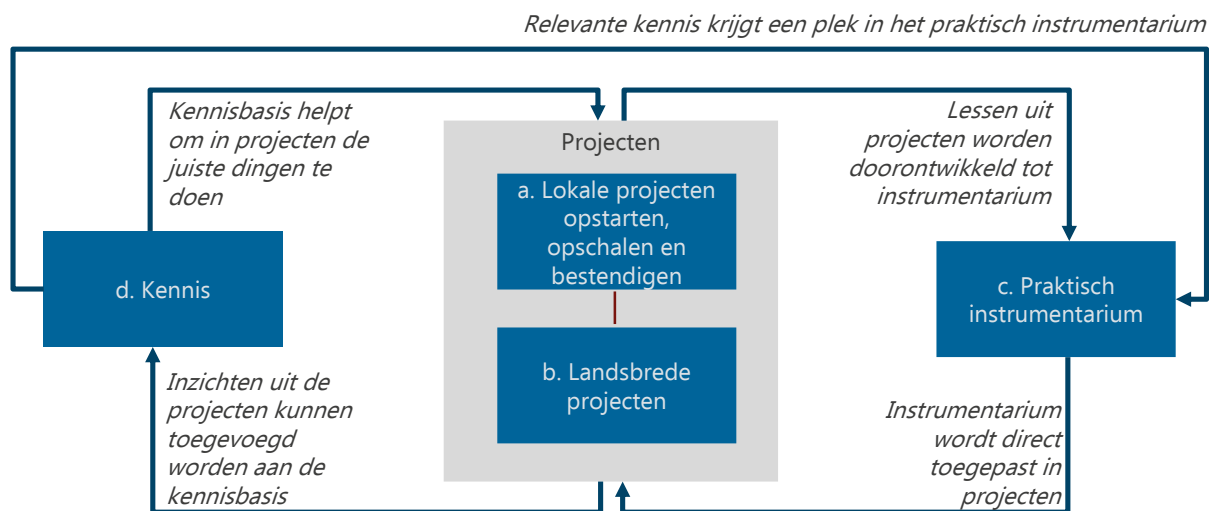 Relevante kennis krijgt een plek in het praktisch instrumentarium
Kennisbasis helpt
om in projecten de
juiste dingen te
doen
Projecten
a. Lokale projecten
opstarten,
opschalen en
bestendigen
Lessen uit
projecten worden
doorontwikkeld tot
instrumentarium
d. Kennis
c. Praktisch
instrumentarium
b. Landsbrede
projecten
Inzichten uit de
projecten kunnen
toegevoegd
worden aan de
kennisbasis
Instrumentarium
wordt direct
toegepast in
projecten